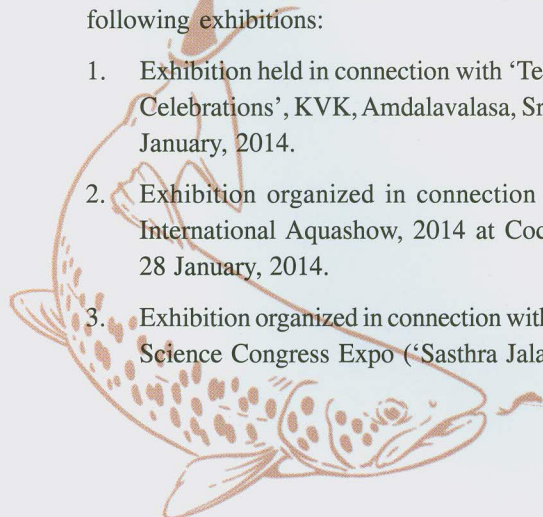 following exhibitions:
1. Exhibition held in connection with ‘Te
Celebrations’, KVK, Amdalavalasa, Sr
January, 2014.
2. Exhibition organized in connection
International Aquashow, 2014 at Coc
28 January, 2014.
3. Exhibition organized in connection with
Science Congress Expo (‘Sasthra Jala